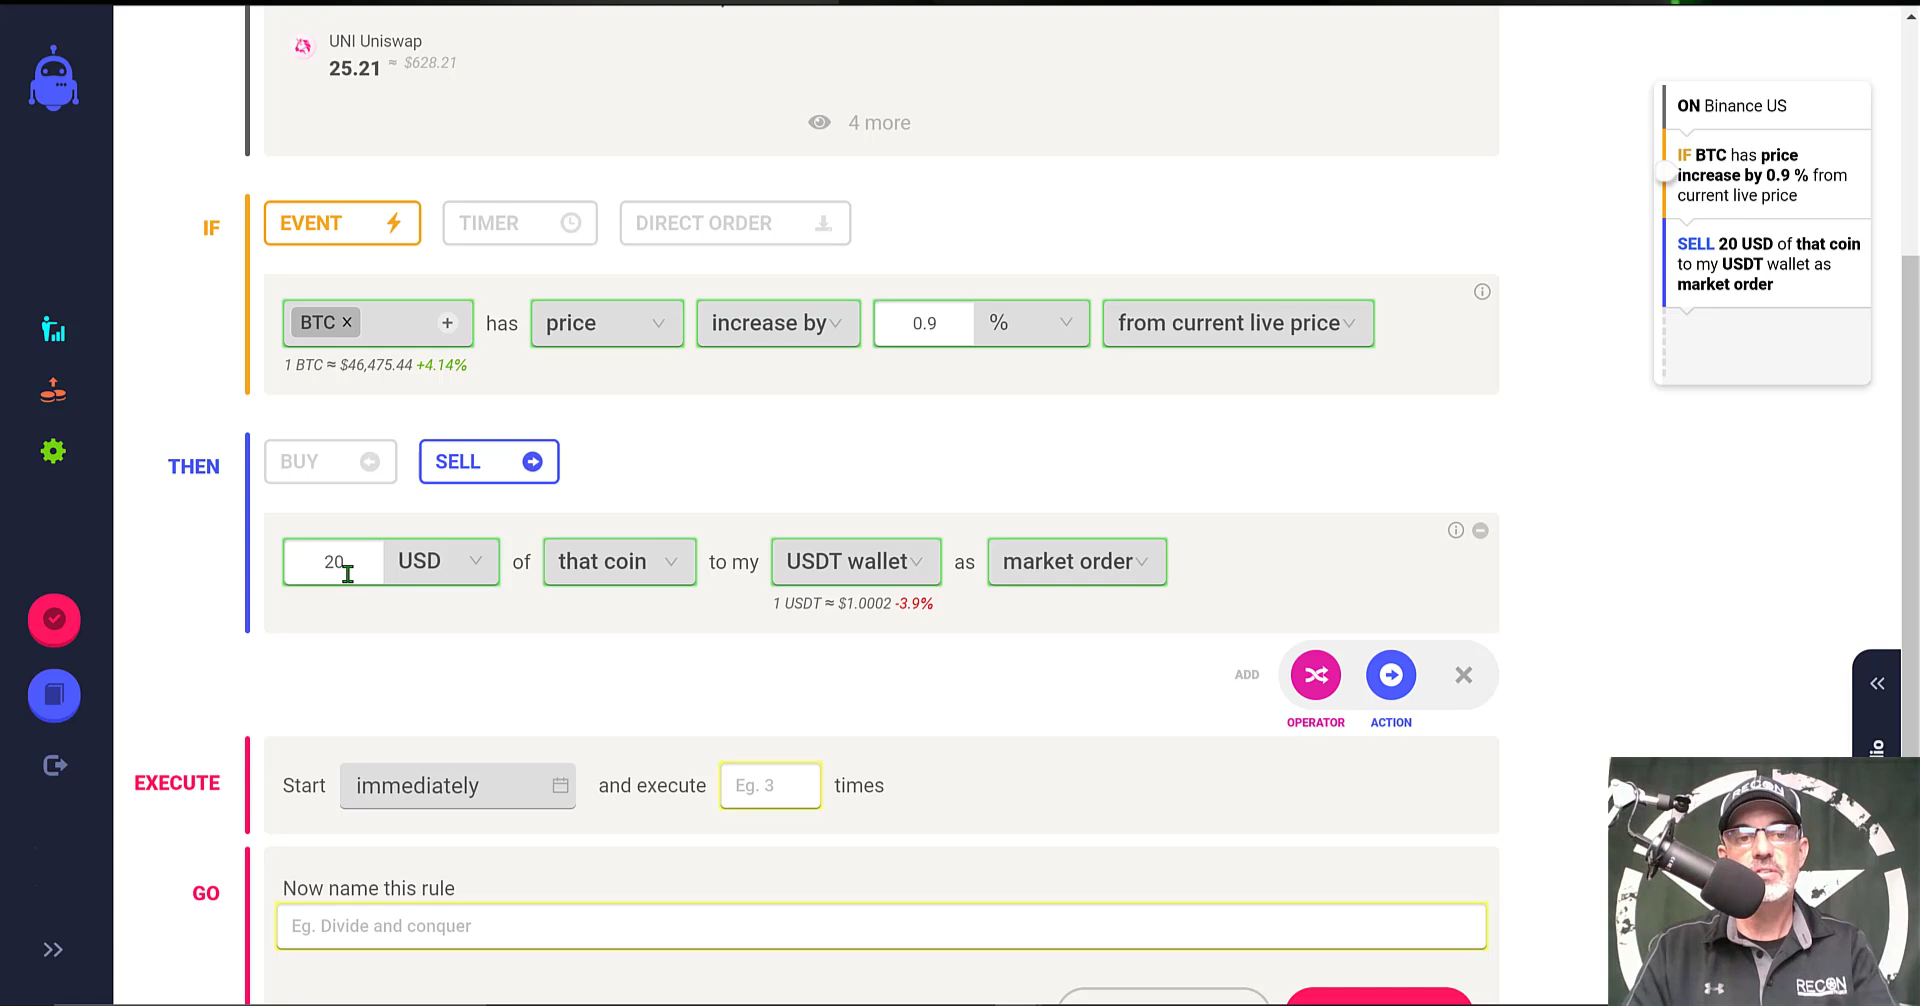 UNI Uniswap
25.21 ≈ $628.21
4 more
ON Binance US
IF BTC has price
increase by 0.9 % from
current live price
SELL 20 USD of that coin
to my USDT wallet as
market order
IF
EVENT
TIMER
DIRECT ORDER
BTC × + has price increase by 0.9 % from current live price
1 BTC ≈ $46,475.44 +4.14%
THEN
BUY
SELL
20 USD of that coin to my USDT wallet as market order
1 USDT ≈ $1.0002 -3.9%
ADD
OPERATOR
ACTION
EXECUTE
Start immediately and execute Eg. 3 times
GO
Now name this rule
Eg. Divide and conquer
io
RECON
RECON